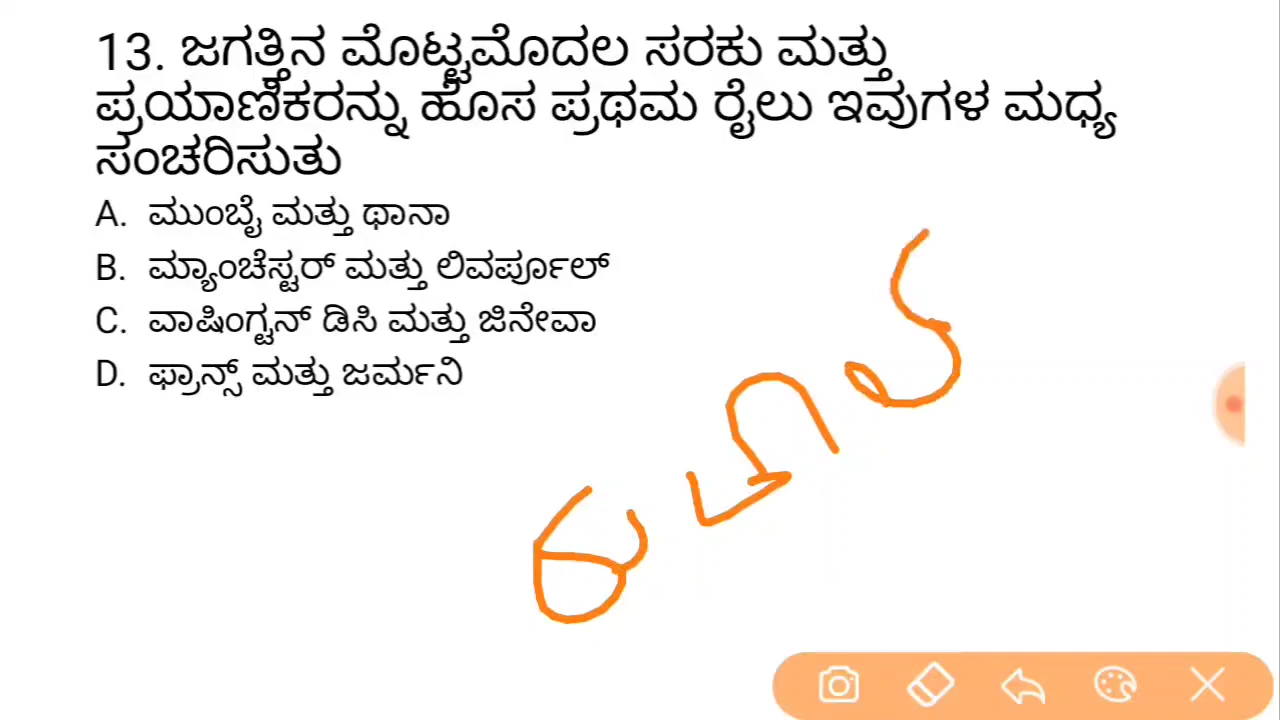 13. ಜಗತ್ತಿನ ಮೊಟ್ಟಮೊದಲ ಸರಕು ಮತ್ತು
ಪ್ರಯಾಣಿಕರನ್ನು ಹೊಸ ಪ್ರಥಮ ರೈಲು ಇವುಗಳ ಮಧ್ಯ
ಸಂಚರಿಸುತು
A. ಮುಂಬೈ ಮತ್ತು ಥಾನಾ
B. ಮ್ಯಾಂಚೆಸ್ಟರ್ ಮತ್ತು ಲಿವರ್ಪೂಲ್
C. ವಾಷಿಂಗ್ಟನ್ ಡಿಸಿ ಮತ್ತು ಜಿನೇವಾ
D. ಫ್ರಾನ್ಸ್ ಮತ್ತು ಜರ್ಮನಿ